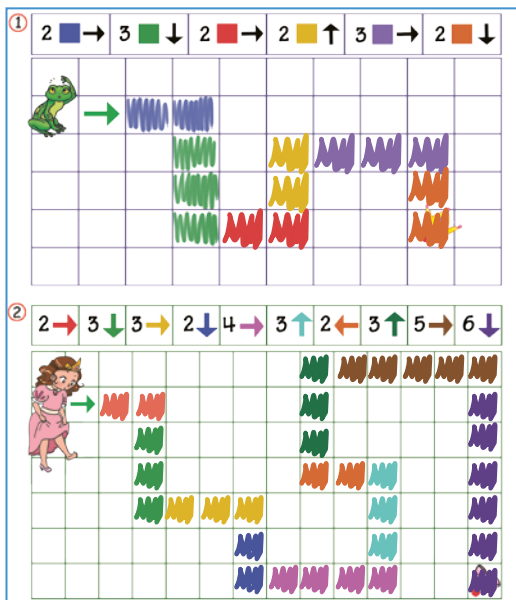 1
2 → 3 ↓ 2 → 2 ↑ 3 → 2 ↓
2
2 → 3 ↓ 3 → 2 ↓ 4 → 3 ↑ 2 ← 3 ↑ 5 → 6 ↓